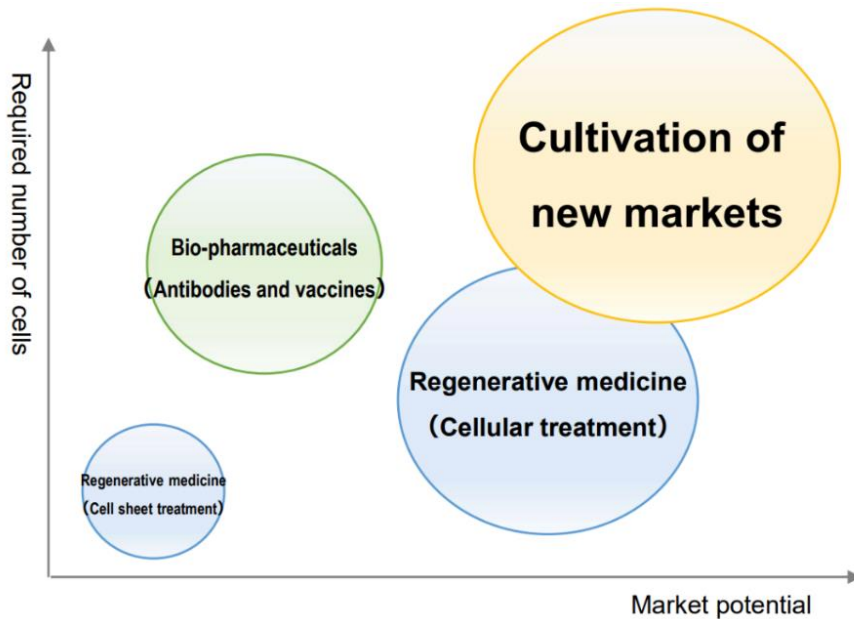 Required number of cells
Cultivation of
new markets
Bio-pharmaceuticals
（Antibodies and vaccines）
Regenerative medicine
（Cellular treatment）
Regenerative medicine
（Cell sheet treatment）
Market potential